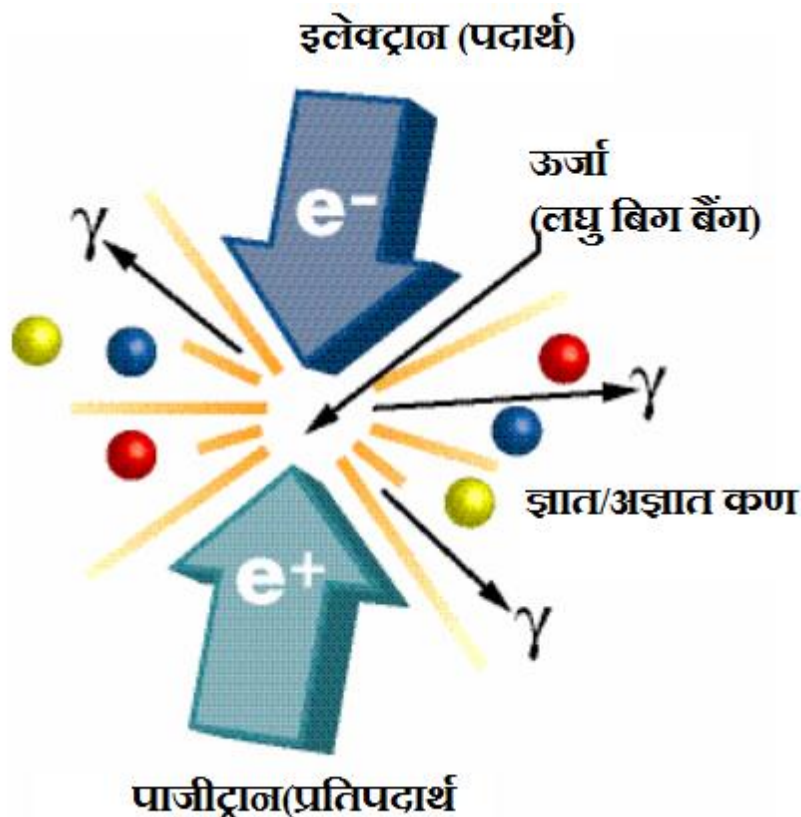 इलेक्ट्रान (पदार्थ)
ऊर्जा
(लघु बिग बैंग)
e-
γ
γ
ज्ञात/अज्ञात कण
e+
γ
पाजीट्रान(प्रतिपदार्थ